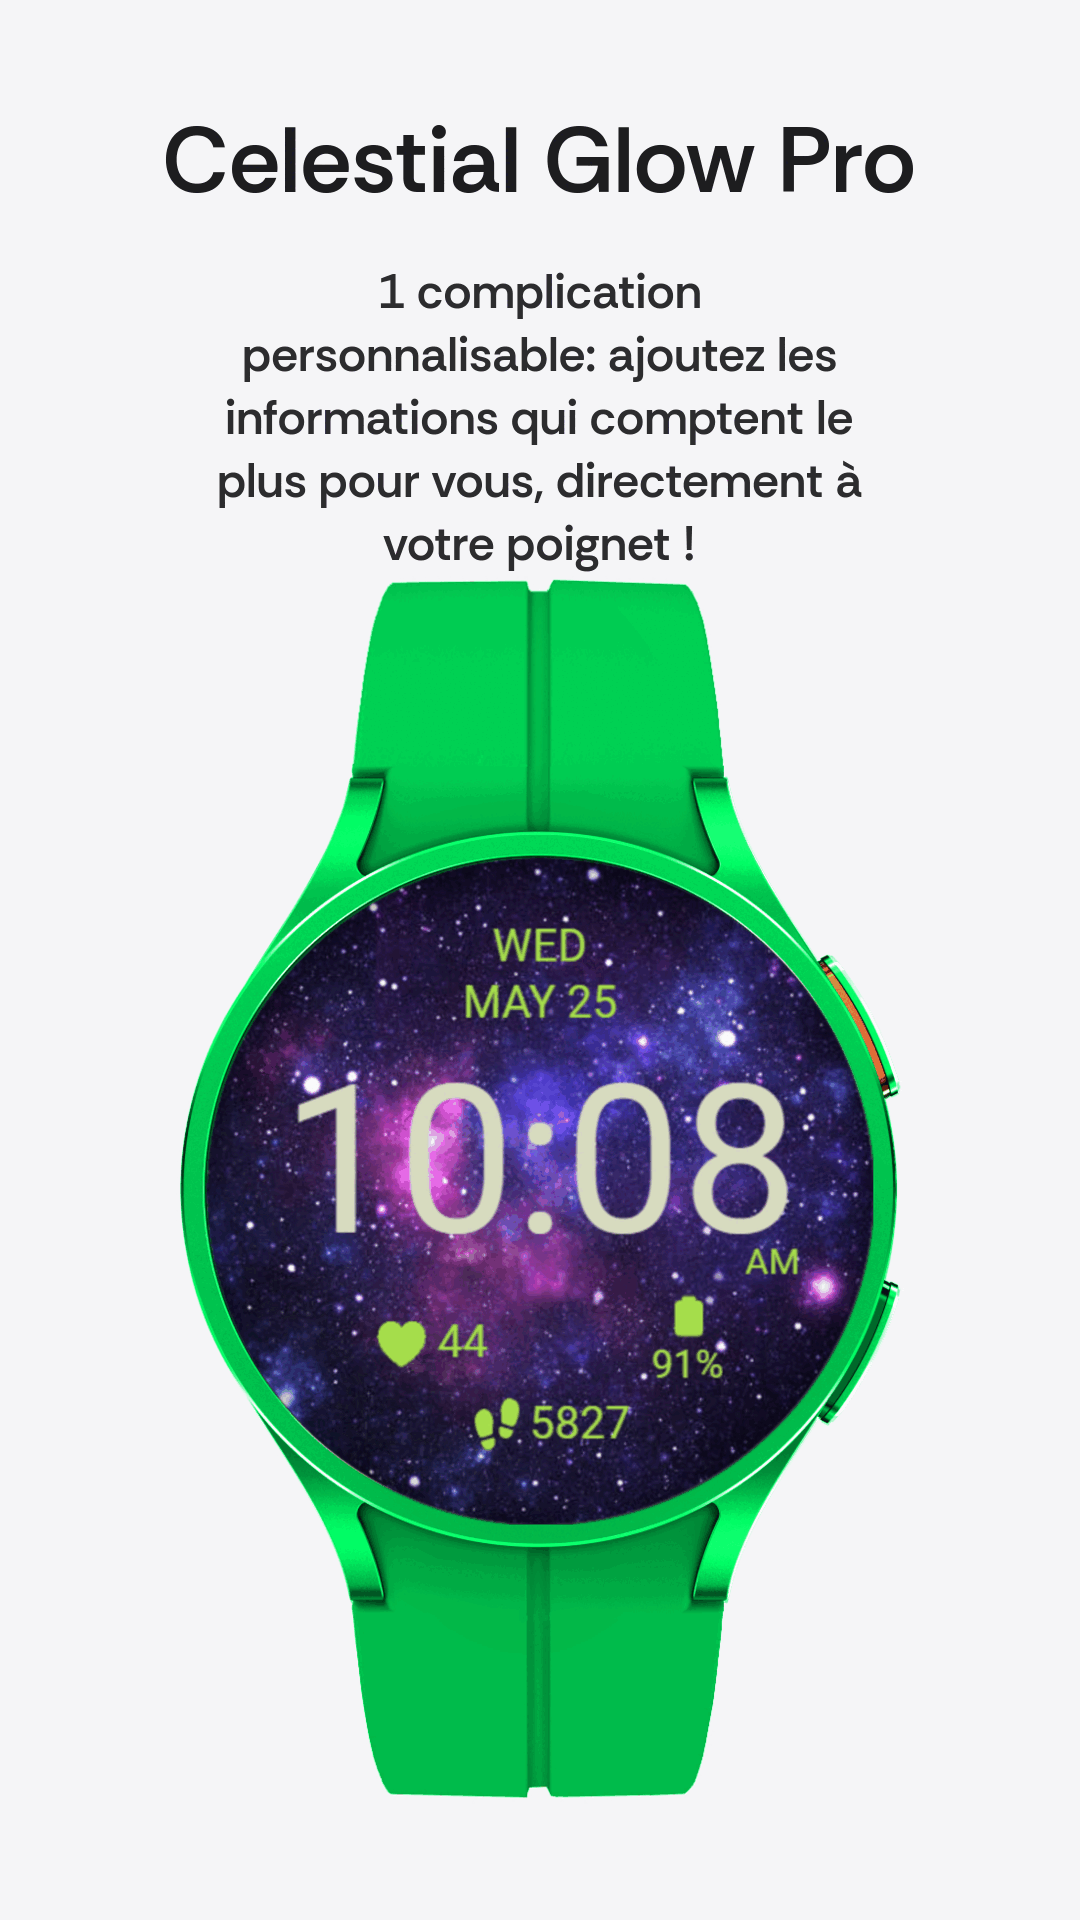 Celestial Glow Pro
1 complication
personnalisable: ajoutez les
informations qui comptent le
plus pour vous, directement à
votre poignet !
WED
MAY 25
10:08
AM
44
91%
5827